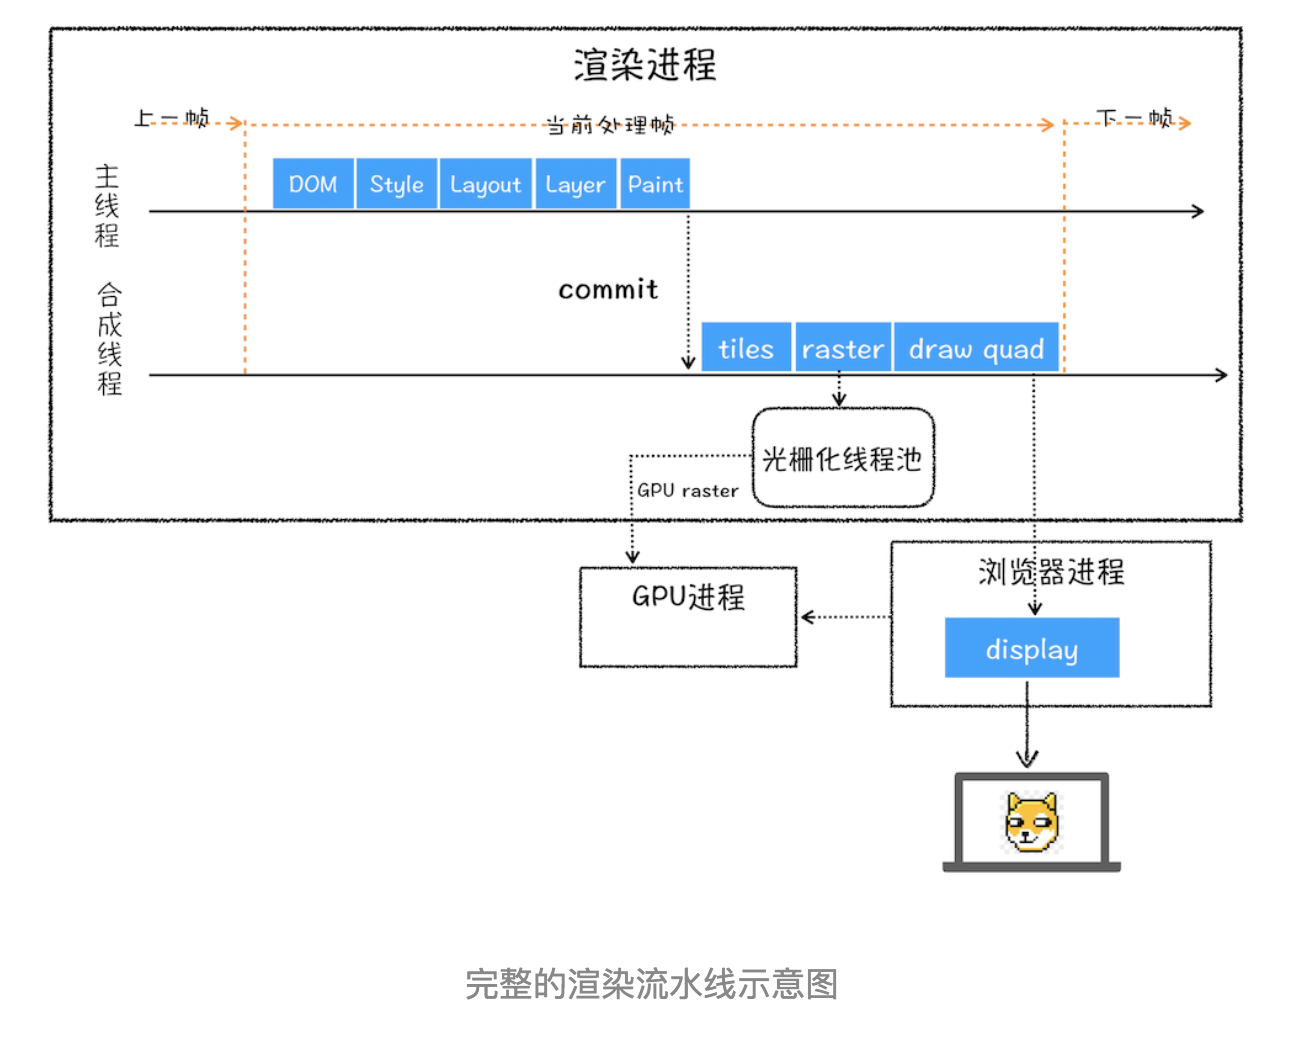 渲染进程
上一帧
当前处理帧
下一帧
主线程
DOM
Style
Layout
Layer
Paint
commit
合成线程
tiles
raster
draw quad
光栅化线程池
GPU raster
GPU进程
浏览器进程
display
完整的渲染流水线示意图